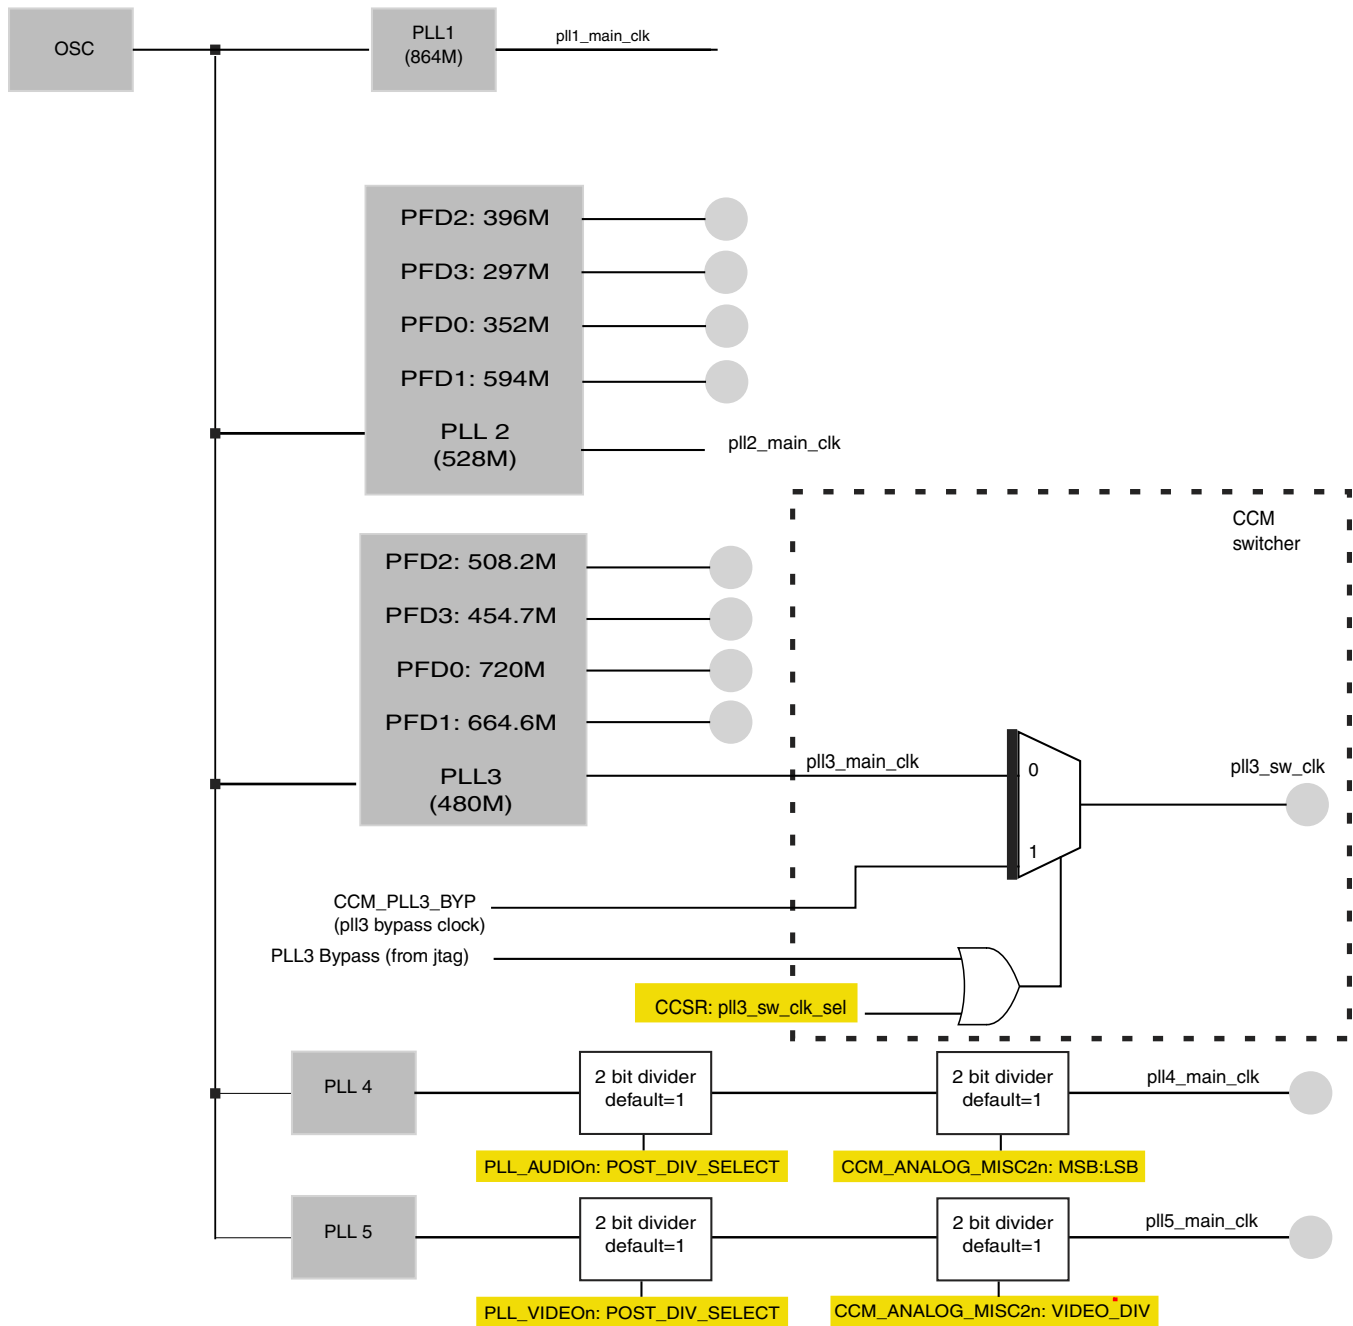 OSC
PLL1
(864M)
pll1_main_clk
PFD2: 396M
PFD3: 297M
PFD0: 352M
PFD1: 594M
PLL 2
(528M)
pll2_main_clk
CCM
switcher
PFD2: 508.2M
PFD3: 454.7M
PFD0: 720M
PFD1: 664.6M
PLL3
(480M)
pll3_main_clk
0
1
pll3_sw_clk
CCM_PLL3_BYP
(pll3 bypass clock)
PLL3 Bypass (from jtag)
CCSR: pll3_sw_clk_sel
PLL 4
2 bit divider
default=1
2 bit divider
default=1
pll4_main_clk
PLL_AUDIOn: POST_DIV_SELECT
CCM_ANALOG_MISC2n: MSB:LSB
PLL 5
2 bit divider
default=1
2 bit divider
default=1
pll5_main_clk
PLL_VIDEOn: POST_DIV_SELECT
CCM_ANALOG_MISC2n: VIDEO_DIV